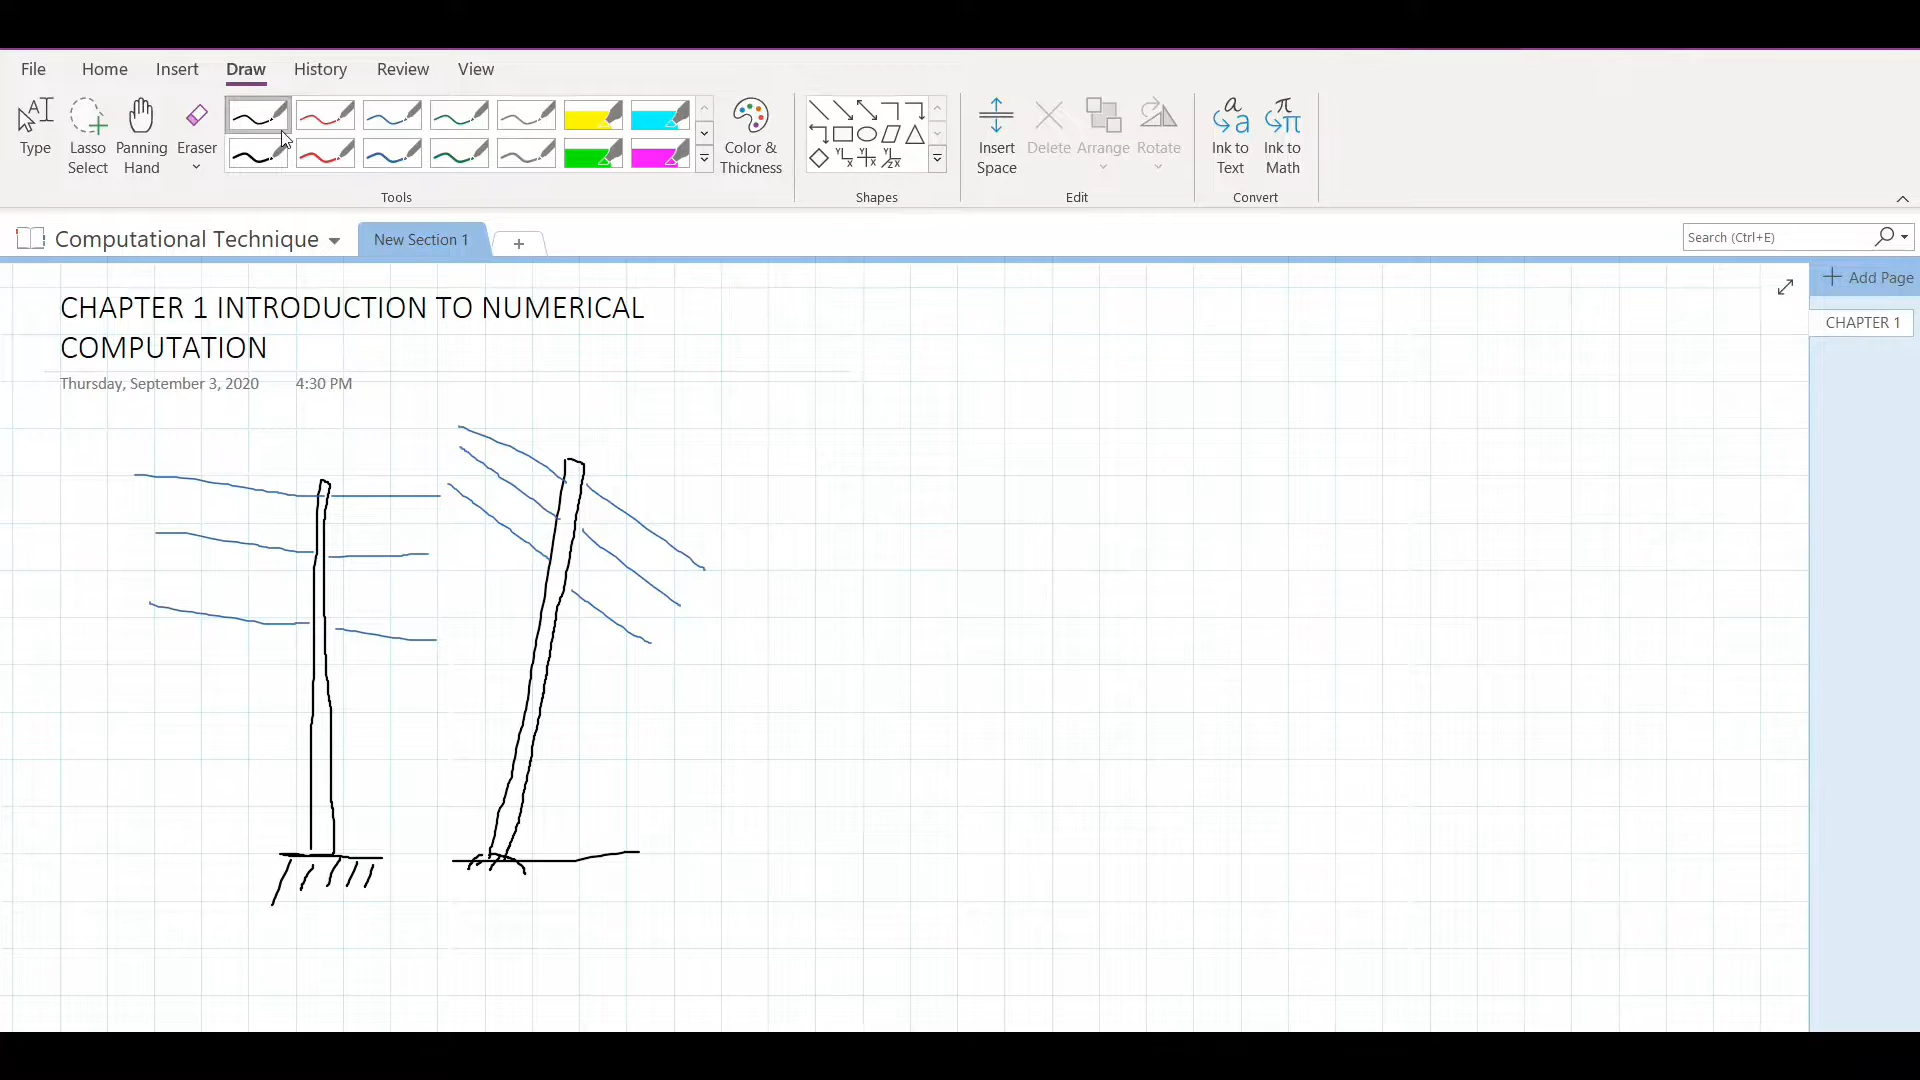 File Home Insert Draw History Review View
Type
Lasso
Select
Panning
Hand
Eraser
Color &
Thickness
Insert
Space
Delete
Arrange
Rotate
Ink to
Text
Ink to
Math
Tools Shapes Edit Convert
Computational Technique New Section 1
Search (Ctrl+E)
Add Page
CHAPTER 1
CHAPTER 1 INTRODUCTION TO NUMERICAL
COMPUTATION
Thursday, September 3, 2020 4:30 PM